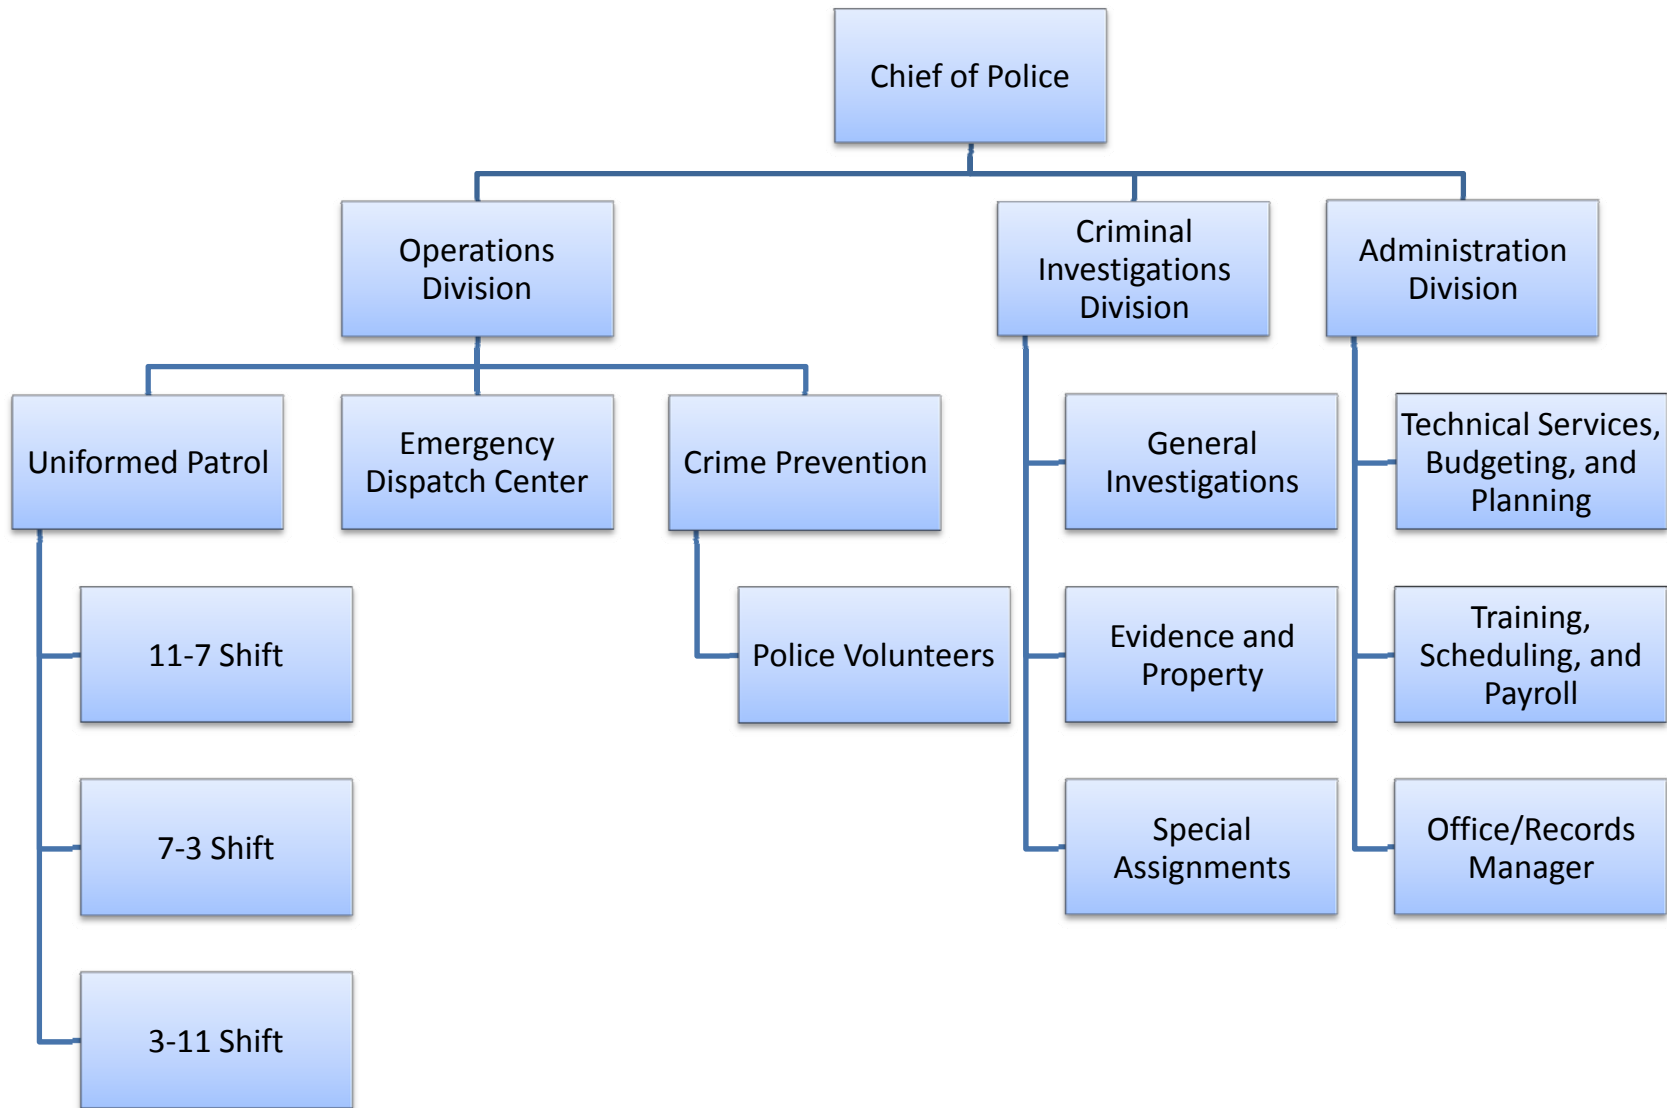 Chief of Police
Operations
Division
Criminal
Investigations
Division
Administration
Division
Uniformed Patrol
Emergency
Dispatch Center
Crime Prevention
General
Investigations
Technical Services,
Budgeting, and
Planning
11-7 Shift
Police Volunteers
Evidence and
Property
Training,
Scheduling, and
Payroll
7-3 Shift
Special
Assignments
Office/Records
Manager
3-11 Shift